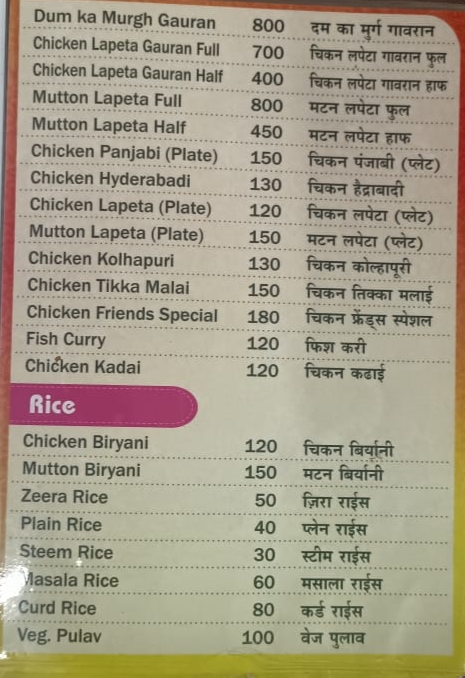 Dum ka Murgh Gauran 800 दम का मुर्ग गावरान
Chicken Lapeta Gauran Full 700 चिकन लपेटा गावरान फुल
Chicken Lapeta Gauran Half 400 चिकन लपेटा गावरान हाफ
Mutton Lapeta Full 800 मटन लपेटा फुल
Mutton Lapeta Half 450 मटन लपेटा हाफ
Chicken Panjabi (Plate) 150 चिकन पंजाबी (प्लेट)
Chicken Hyderabadi 130 चिकन हैद्राबादी
Chicken Lapeta (Plate) 120 चिकन लपेटा (प्लेट)
Mutton Lapeta (Plate) 150 मटन लपेटा (प्लेट)
Chicken Kolhapuri 130 चिकन कोल्हापूरी
Chicken Tikka Malai 150 चिकन तिक्का मलाई
Chicken Friends Special 180 चिकन फ्रेंड्स स्पेशल
Fish Curry 120 फिश करी
Chicken Kadai 120 चिकन कढाई
Rice
Chicken Biryani 120 चिकन बिर्यानी
Mutton Biryani 150 मटन बिर्यानी
Zeera Rice 50 ज़िरा राईस
Plain Rice 40 प्लेन राईस
Steem Rice 30 स्टीम राईस
Masala Rice 60 मसाला राईस
Curd Rice 80 कर्ड राईस
Veg. Pulav 100 वेज पुलाव